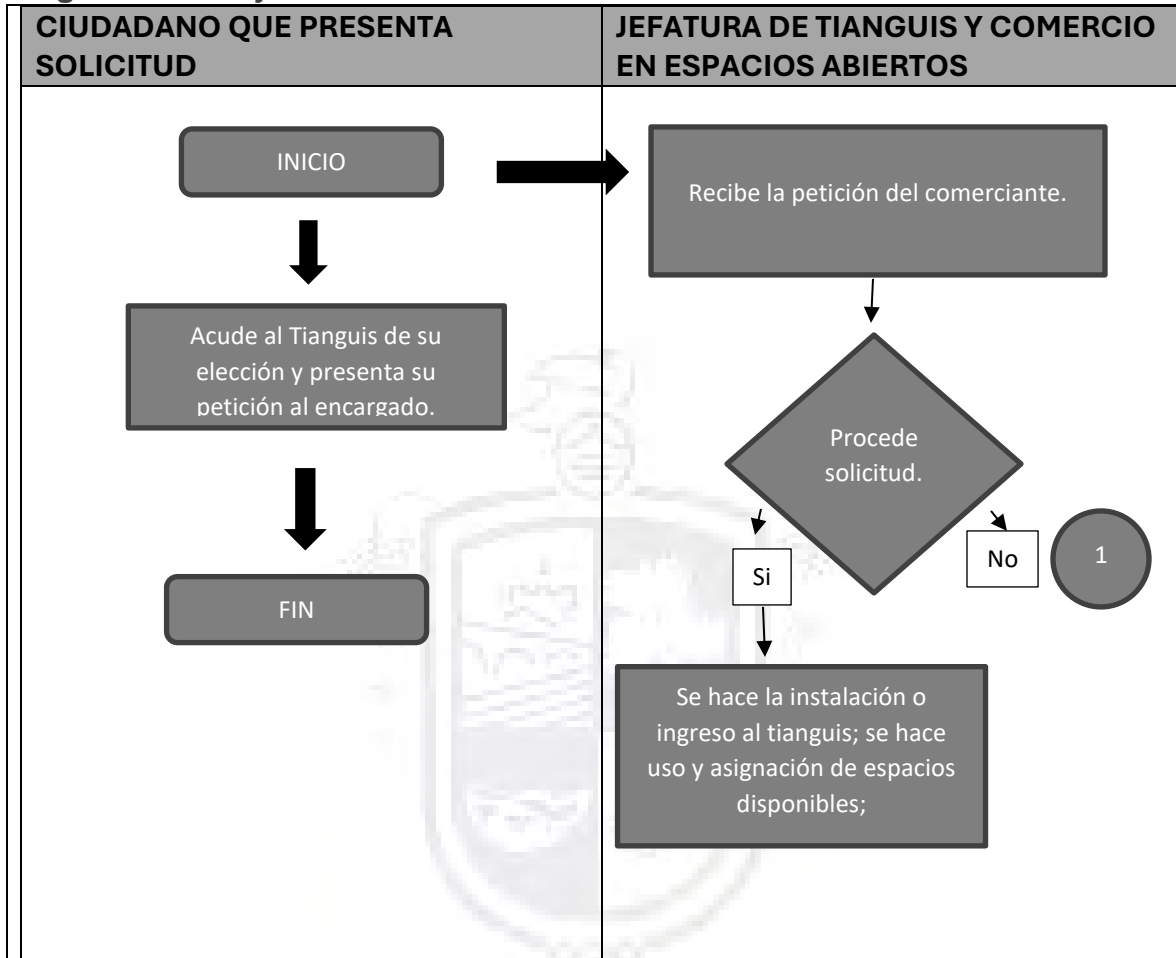 CIUDADANO QUE PRESENTA
SOLICITUD
JEFATURA DE TIANGUIS Y COMERCIO
EN ESPACIOS ABIERTOS
INICIO
Acude al Tianguis de su
elección y presenta su
petición al encargado.
FIN
Recibe la petición del comerciante.
Procede
solicitud.
Si
No
1
Se hace la instalación o
ingreso al tianguis; se hace
uso y asignación de espacios
disponibles;